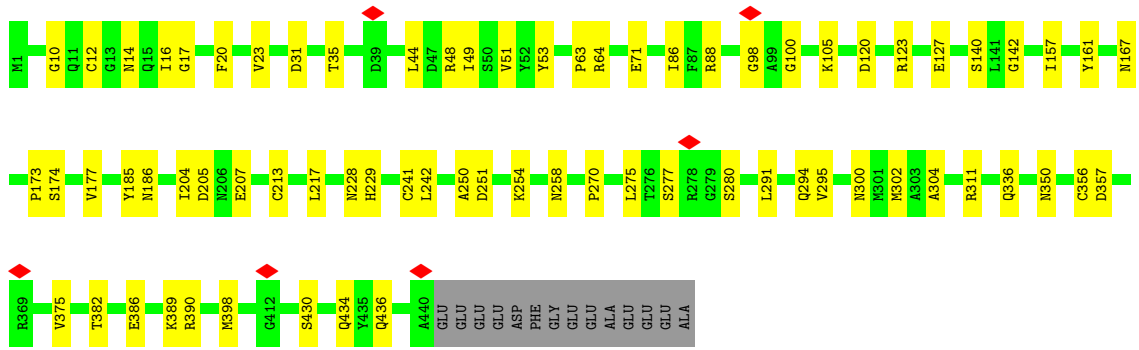 M1 G10 Q11 C12 G13 N14 Q15 I16 G17 F20 V23 D31 T35 D39 L44 D47 R48 I49 S50 V51 Y52 Y53 P63 R64 E71 I86 F87 R88 G98 A99 G100 K105 D120 R123 E127 S140 L141 G142 I157 Y161 N167
P173 S174 V177 Y185 N186 I204 D205 N206 E207 C213 L217 N228 H229 C241 L242 A250 D251 K254 N258 P270 L275 T276 S277 R278 G279 S280 L291 Q294 V295 N300 M301 M302 A303 A304 R311 Q336 N350 C356 D357
R369 V375 T382 E386 K389 R390 M398 G412 S430 Q434 Y435 Q436 A440 GLU GLU GLU GLU ASP PHE GLY GLU GLU ALA GLU GLU GLU ALA